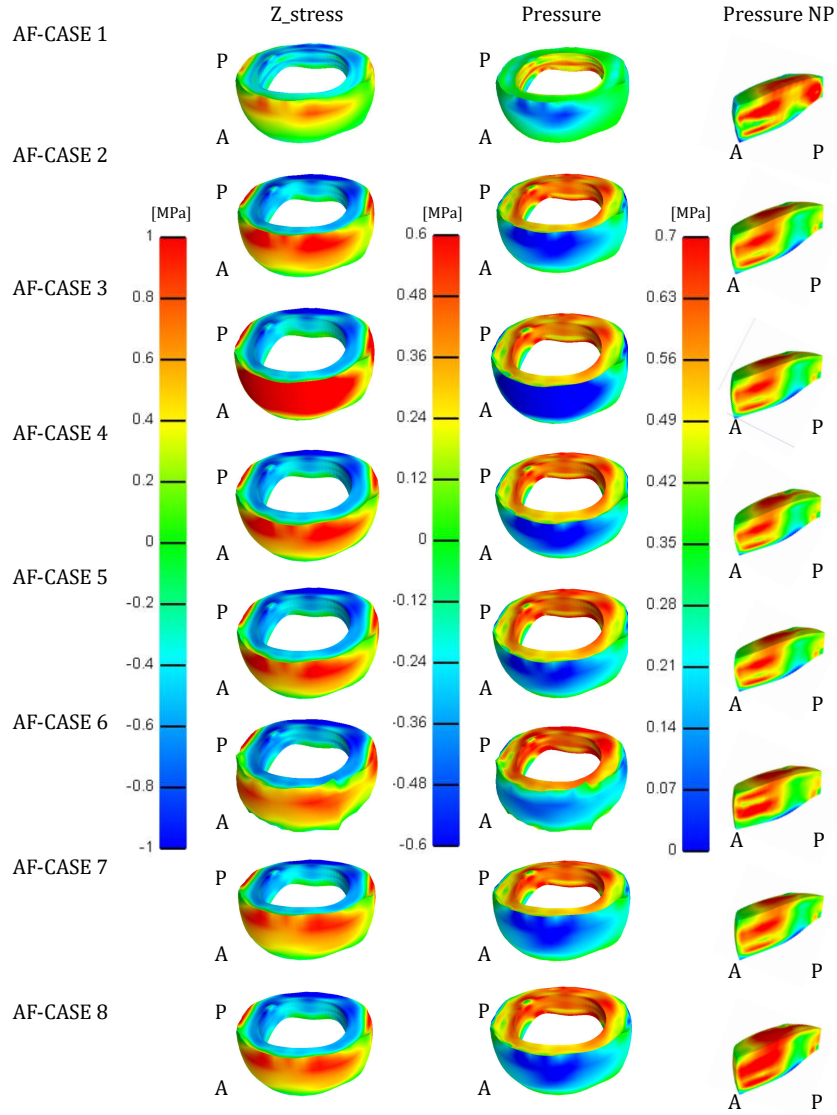 Z_stress Pressure Pressure NP
AF-CASE 1
P P
A A A P
AF-CASE 2
P P
[MPa] [MPa] [MPa]
1 0.6 0.7
A A A P
AF-CASE 3
0.8 0.48 0.63
P P
0.6 0.36 0.56
A A A P
0.4 0.24 0.49
AF-CASE 4
0.2 0.12 0.42
P P
0 0 0.35
A A A P
AF-CASE 5
-0.2 -0.12 0.28
P P
-0.4 -0.24 0.21
A A A P
-0.6 -0.36 0.14
AF-CASE 6
P P
-0.8 -0.48 0.07
A A A P
-1 -0.6 0
AF-CASE 7
P P
A A A P
AF-CASE 8
P P
A A A P